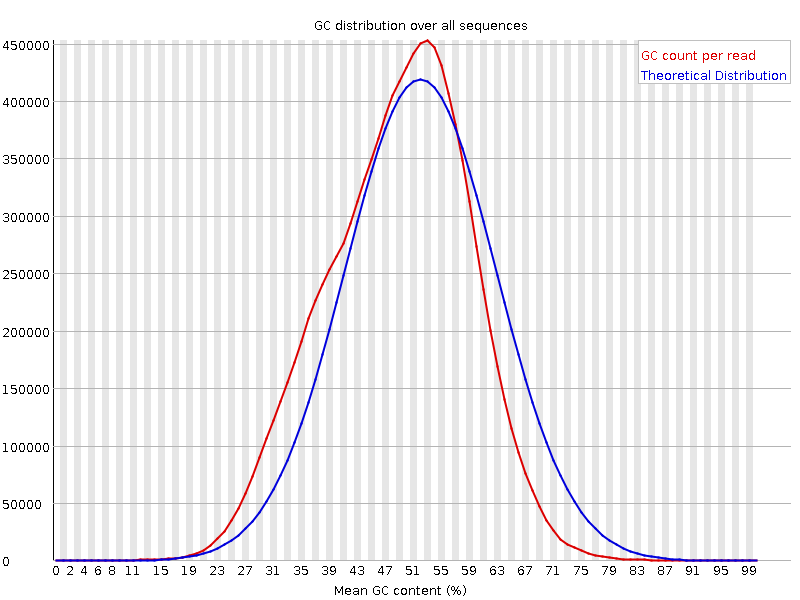 GC distribution over all sequences
GC count per read
Theoretical Distribution
450000
400000
350000
300000
250000
200000
150000
100000
50000
0
0 2 4 6 8 11 15 19 23 27 31 35 39 43 47 51 55 59 63 67 71 75 79 83 87 91 95 99
Mean GC content (%)